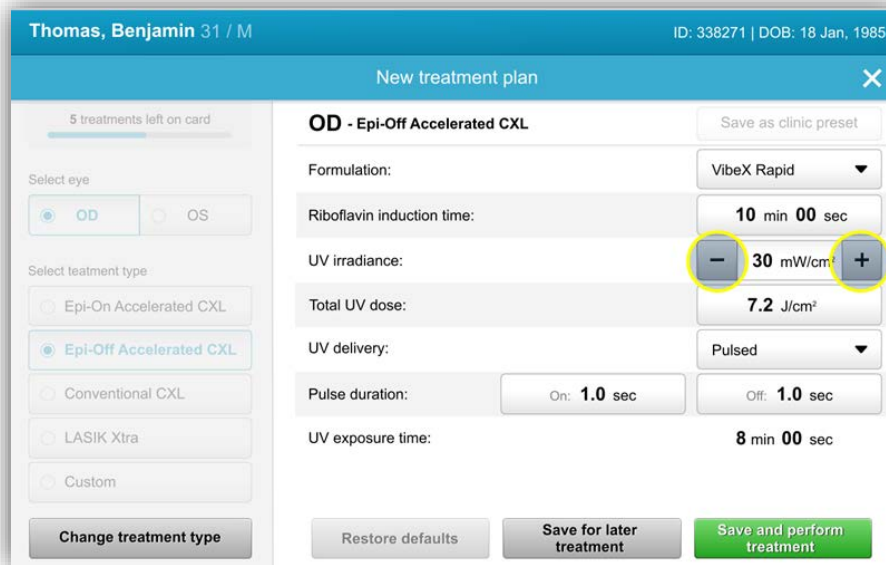 Thomas, Benjamin 31 / M
ID: 338271 | DOB: 18 Jan, 1985
New treatment plan
5 treatments left on card
Select eye
OD
OS
Select teatment type
Epi-On Accelerated CXL
Epi-Off Accelerated CXL
Conventional CXL
LASIK Xtra
Custom
Change treatment type
OD - Epi-Off Accelerated CXL
Save as clinic preset
Formulation: VibeX Rapid
Riboflavin induction time: 10 min 00 sec
UV irradiance: − 30 mW/cm² +
Total UV dose: 7.2 J/cm²
UV delivery: Pulsed
Pulse duration: On: 1.0 sec Off: 1.0 sec
UV exposure time: 8 min 00 sec
Restore defaults
Save for later
treatment
Save and perform
treatment